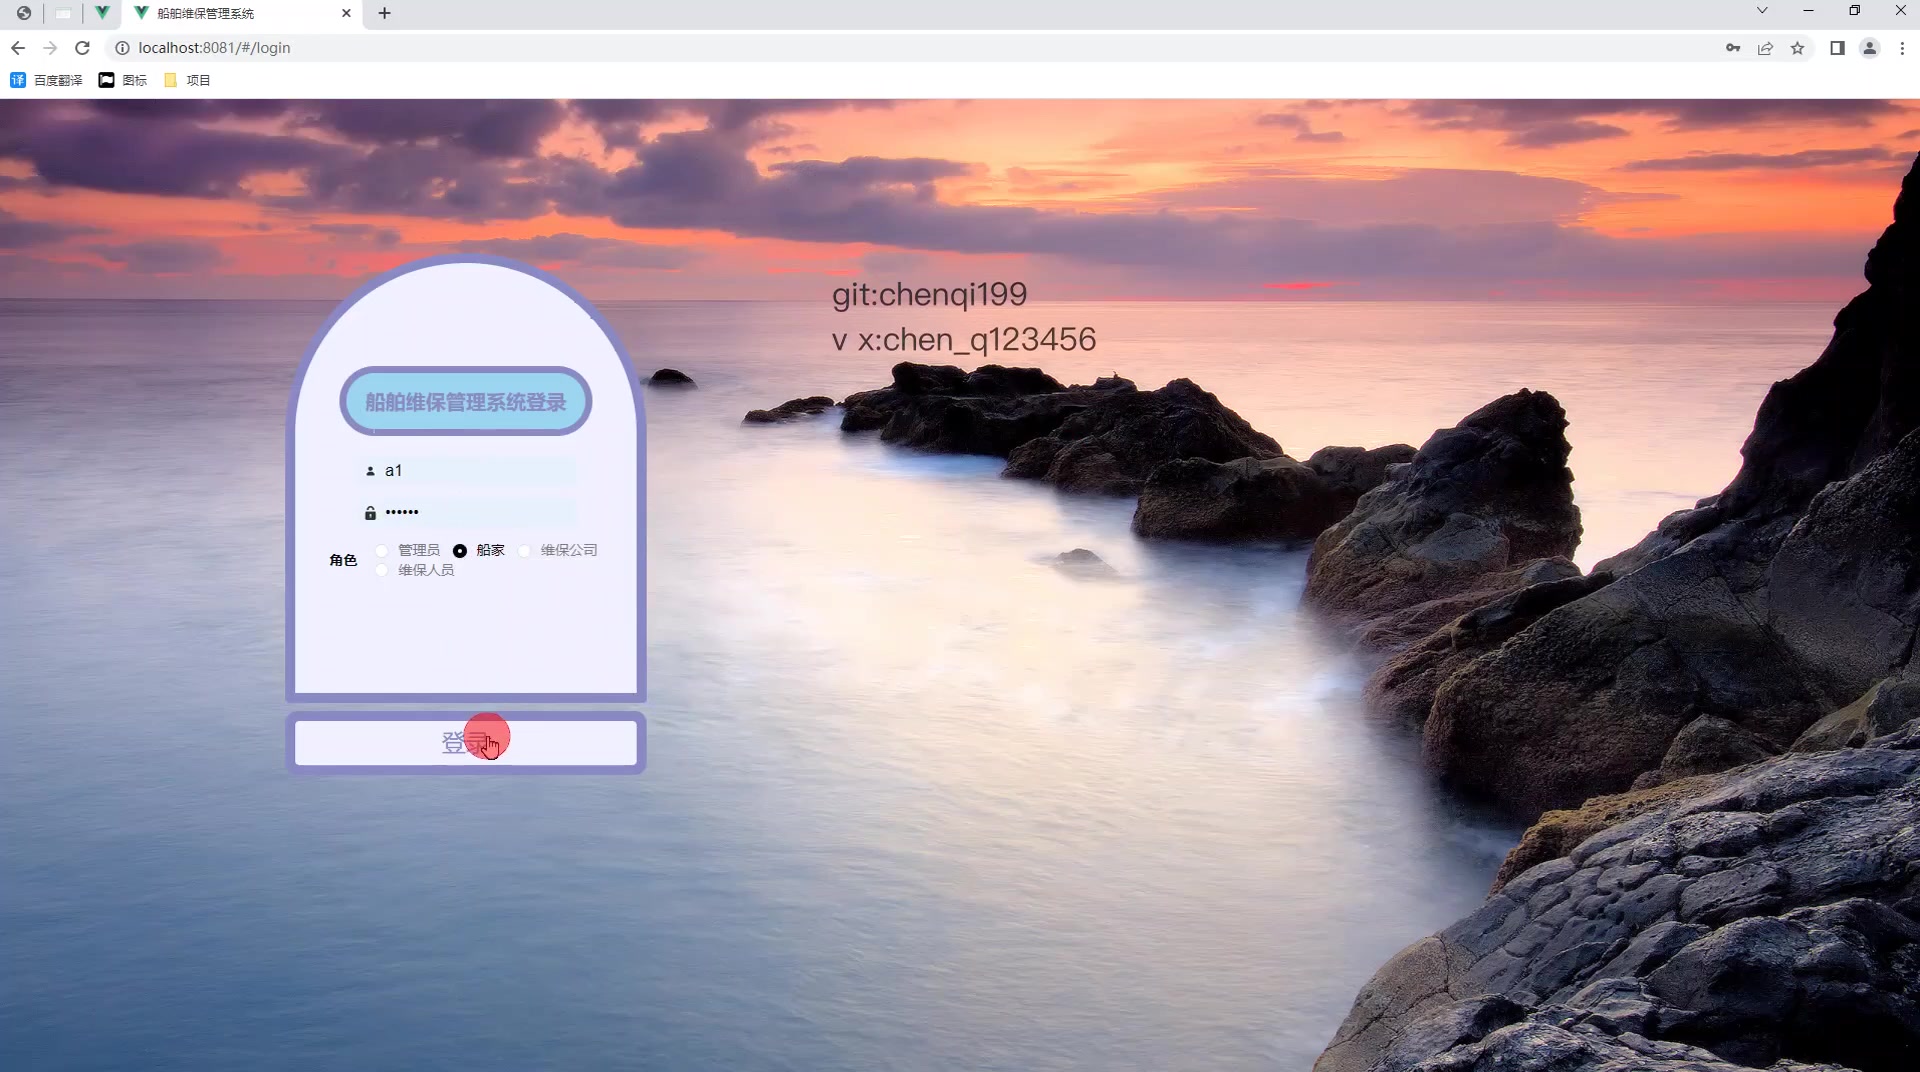 船舶维保管理系统
localhost:8081/#/login
百度翻译 图标 项目
git:chenqi199
v x:chen_q123456
船舶维保管理系统登录
a1
••••••
角色 管理员 船家 维保公司
维保人员
登录